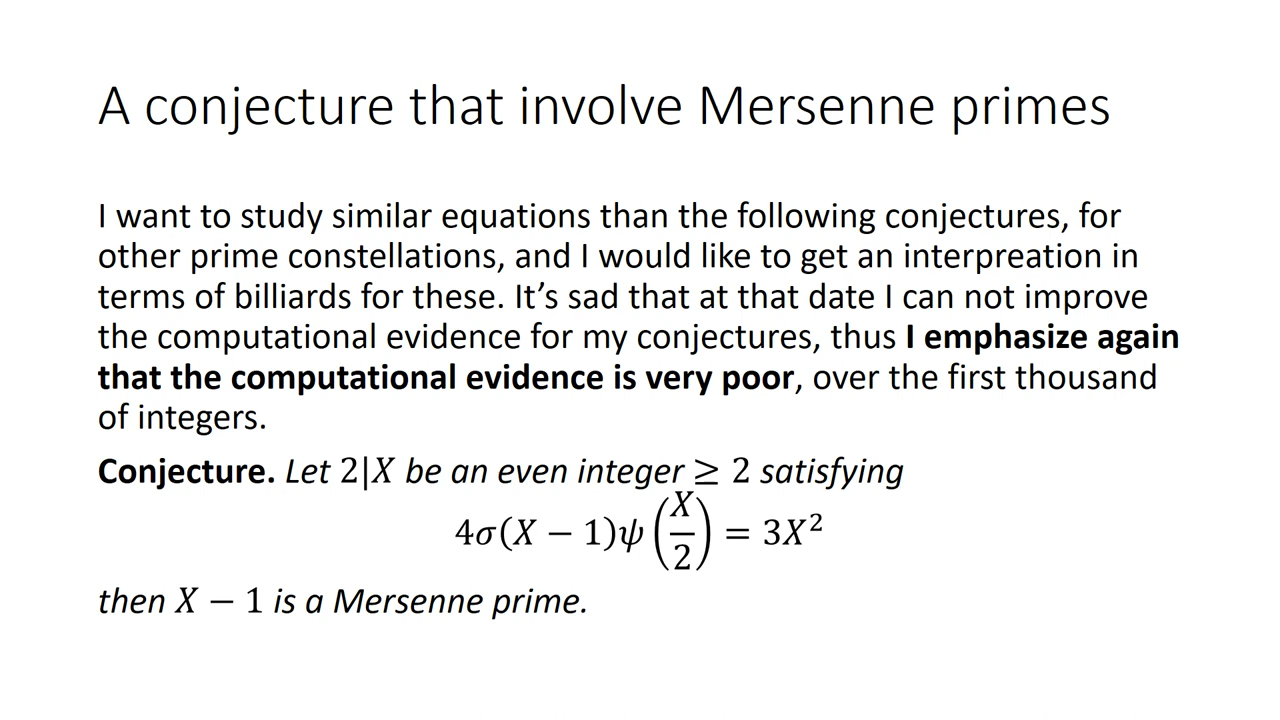 A conjecture that involve Mersenne primes
I want to study similar equations than the following conjectures, for
other prime constellations, and I would like to get an interpreation in
terms of billiards for these. It’s sad that at that date I can not improve
the computational evidence for my conjectures, thus I emphasize again
that the computational evidence is very poor, over the first thousand
of integers.
Conjecture. Let 2|X be an even integer ≥ 2 satisfying
4σ(X − 1)ψ(X/2) = 3X²
then X − 1 is a Mersenne prime.